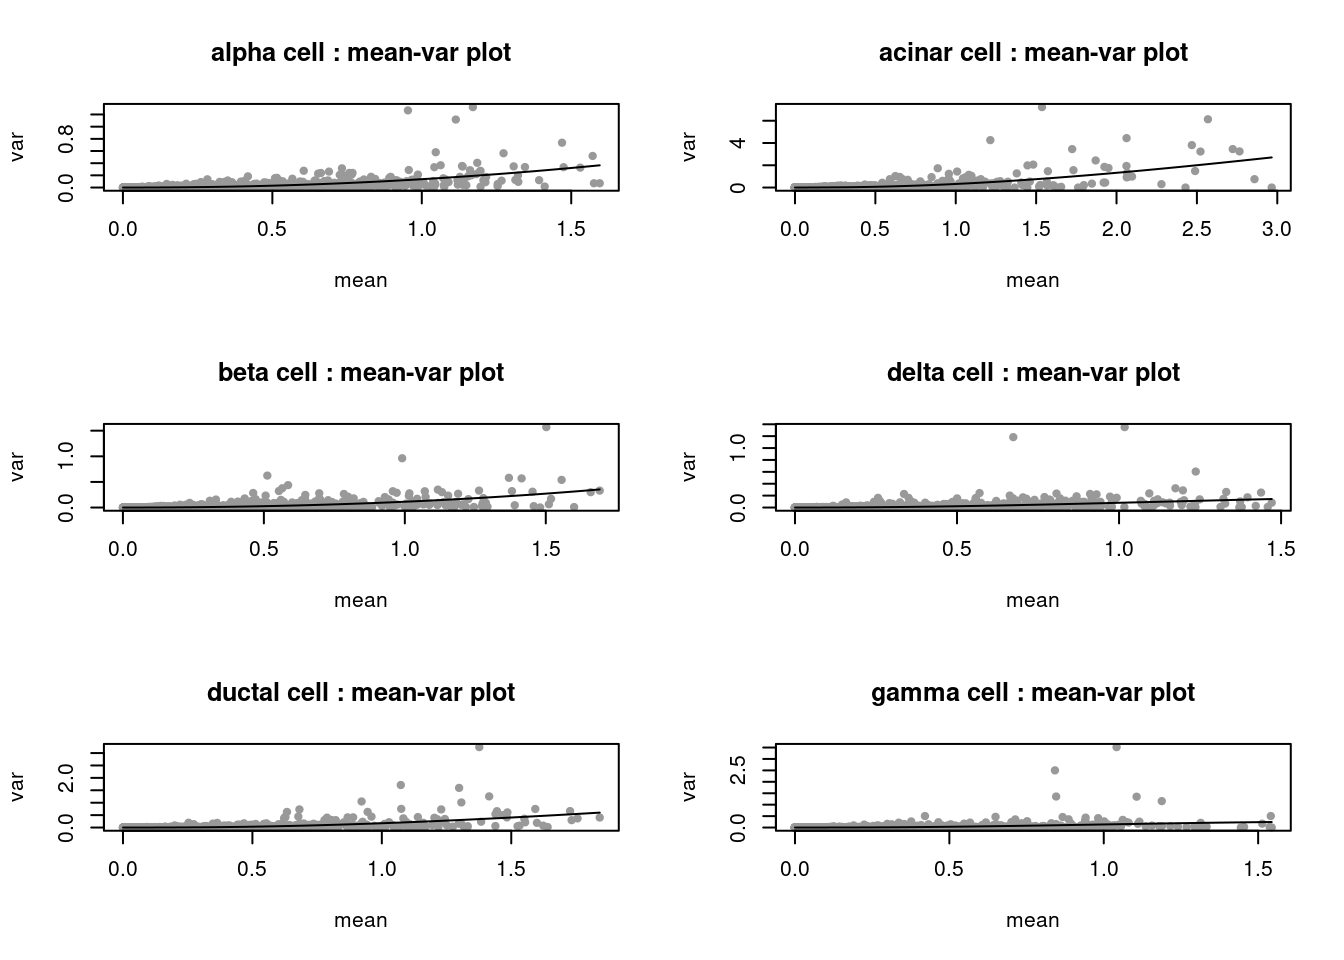 alpha cell : mean-var plot
var
0.0 0.8
0.0 0.5 1.0 1.5
mean
acinar cell : mean-var plot
var
0 4
0.0 0.5 1.0 1.5 2.0 2.5 3.0
mean
beta cell : mean-var plot
var
0.0 1.0
0.0 0.5 1.0 1.5
mean
delta cell : mean-var plot
var
0.0 1.0
0.0 0.5 1.0 1.5
mean
ductal cell : mean-var plot
var
0.0 2.0
0.0 0.5 1.0 1.5
mean
gamma cell : mean-var plot
var
0.0 2.5
0.0 0.5 1.0 1.5
mean